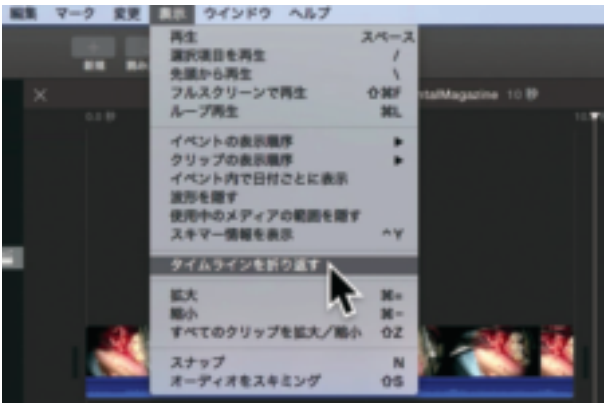 編集 マーク 変更 表示 ウインドウ ヘルプ
再生 スペース
選択項目を再生 /
先頭から再生 \
フルスクリーンで再生 ⇧⌘F
ループ再生 ⌘L
イベントの表示順序 ▶
クリップの表示順序 ▶
イベント内で日付ごとに表示
波形を隠す
使用中のメディアの範囲を隠す
スキマー情報を表示 ^Y
タイムラインを折り返す
拡大 ⌘=
縮小 ⌘-
すべてのクリップを拡大/縮小 ⇧Z
スナップ N
オーディオをスキミング ⇧S
新規
ntalMagazine 10 秒
0.0 秒